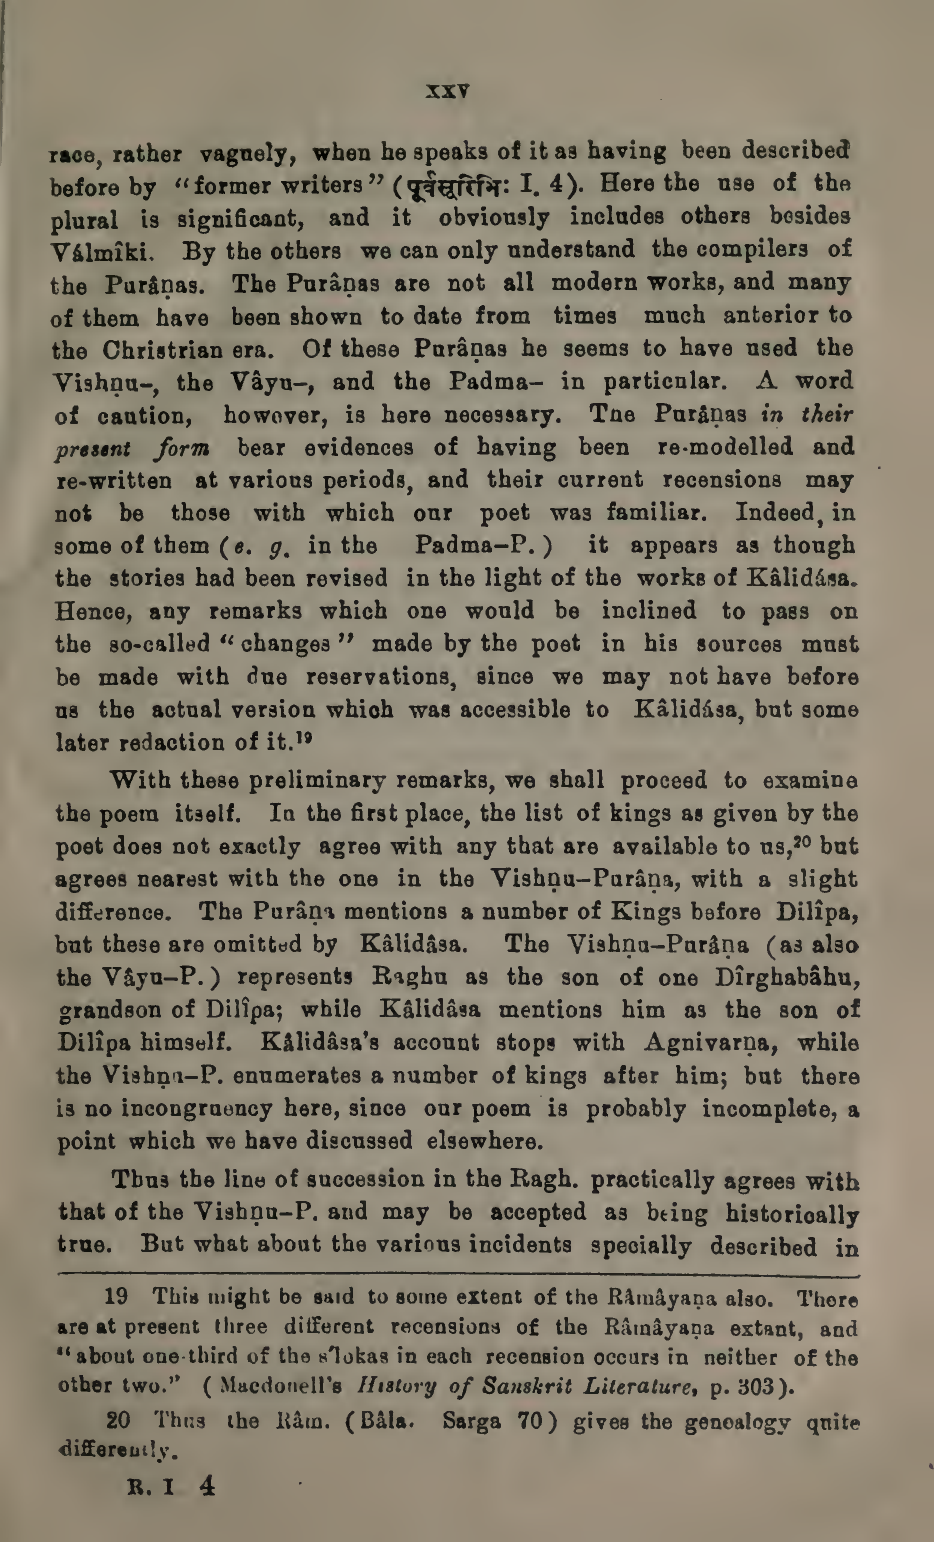 xxv
race, rather vaguely, when he speaks of it as having been described
before by “former writers” (पूर्वसूरिभिः I. 4). Here the use of the
plural is significant, and it obviously includes others besides
Válmîki. By the others we can only understand the compilers of
the Purâṇas. The Purâṇas are not all modern works, and many
of them have been shown to date from times much anterior to
the Christrian era. Of these Purâṇas he seems to have used the
Vishṇu–, the Vâyu–, and the Padma– in particular. A word
of caution, however, is here necessary. The Purâṇas in their
present form bear evidences of having been re-modelled and
re-written at various periods, and their current recensions may
not be those with which our poet was familiar. Indeed, in
some of them (e. g. in the Padma–P.) it appears as though
the stories had been revised in the light of the works of Kâlidása.
Hence, any remarks which one would be inclined to pass on
the so-called “changes” made by the poet in his sources must
be made with due reservations, since we may not have before
us the actual version which was accessible to Kâlidása, but some
later redaction of it.¹⁹
With these preliminary remarks, we shall proceed to examine
the poem itself. In the first place, the list of kings as given by the
poet does not exactly agree with any that are available to us,²⁰ but
agrees nearest with the one in the Vishṇu–Purâṇa, with a slight
difference. The Purâṇa mentions a number of Kings before Dilîpa,
but these are omitted by Kâlidâsa. The Vishṇu–Purâṇa (as also
the Vâyu–P.) represents Raghu as the son of one Dîrghabâhu,
grandson of Dilîpa; while Kâlidâsa mentions him as the son of
Dilîpa himself. Kâlidâsa's account stops with Agnivarṇa, while
the Vishṇu–P. enumerates a number of kings after him; but there
is no incongruency here, since our poem is probably incomplete, a
point which we have discussed elsewhere.
Thus the line of succession in the Ragh. practically agrees with
that of the Vishṇu–P. and may be accepted as being historically
true. But what about the various incidents specially described in
19 This might be said to some extent of the Râmâyaṇa also. There
are at present three different recensions of the Râmâyaṇa extant, and
“about one-third of the s'lokas in each recension occurs in neither of the
other two.” (Macdonell's History of Sanskrit Literature, p. 303).
20 Thus the Râm. (Bâla. Sarga 70) gives the genealogy quite
differently.
R. I 4